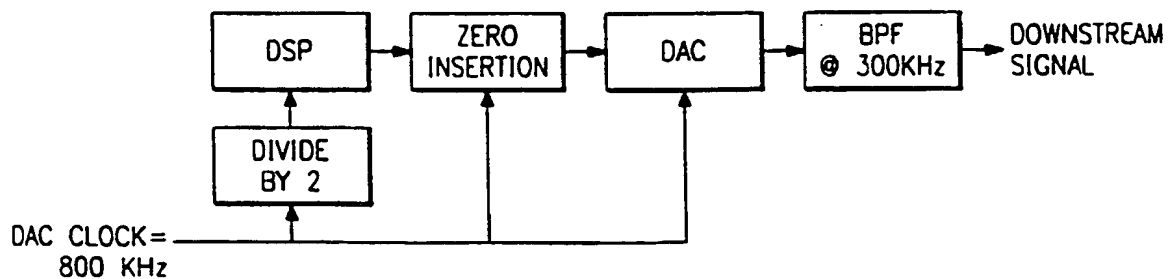 DSP
ZERO
INSERTION
DAC
BPF
@ 300KHz
DOWNSTREAM
SIGNAL
DIVIDE
BY 2
DAC CLOCK=
800 KHz